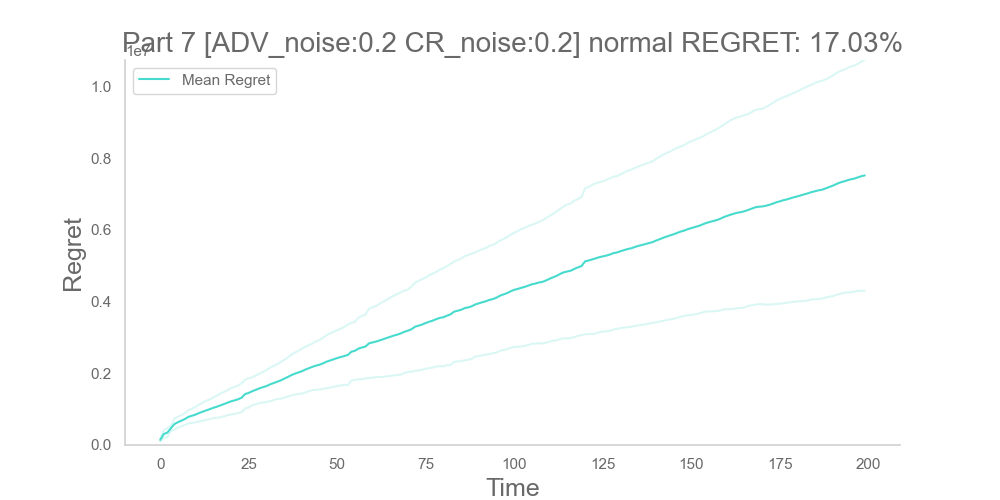 Part 7 [ADV_noise:0.2 CR_noise:0.2] normal REGRET: 17.03%
1e7
Mean Regret
1.0
0.8
0.6
0.4
0.2
0.0
Regret
0 25 50 75 100 125 150 175 200
Time